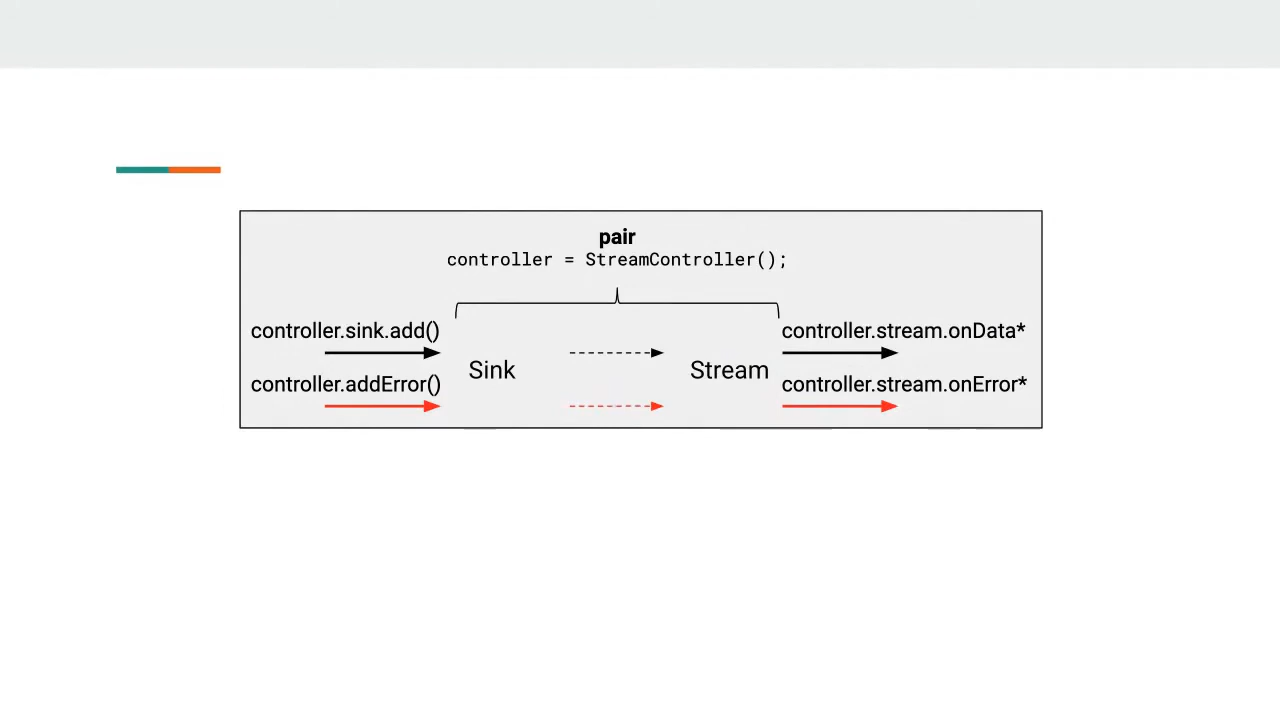 pair
controller = StreamController();
controller.sink.add()
controller.stream.onData*
Sink
Stream
controller.addError()
controller.stream.onError*